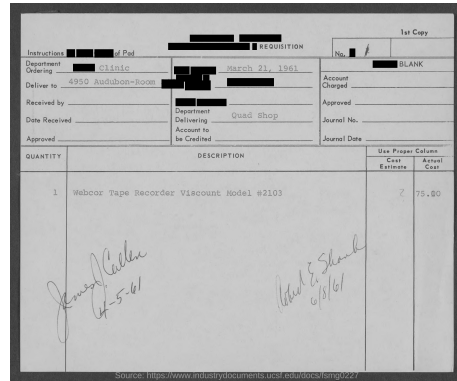 1st Copy
REQUISITION
Instructions of Pad
No.
Department
Ordering Clinic
March 21, 1961
BLANK
Deliver to 4950 Audubon-Room
Account
Charged
Received by
Approved
Date Received
Department
Delivering Quad Shop
Journal No.
Approved
Account to
be Credited
Journal Date
QUANTITY
DESCRIPTION
Use Proper Column
Cost Estimate
Actual Cost
1 Webcor Tape Recorder Viscount Model #2103 75.00
James J. Cullen
4-5-61
6/8/61
Source: https://www.industrydocuments.ucsf.edu/docs/fsmg0227